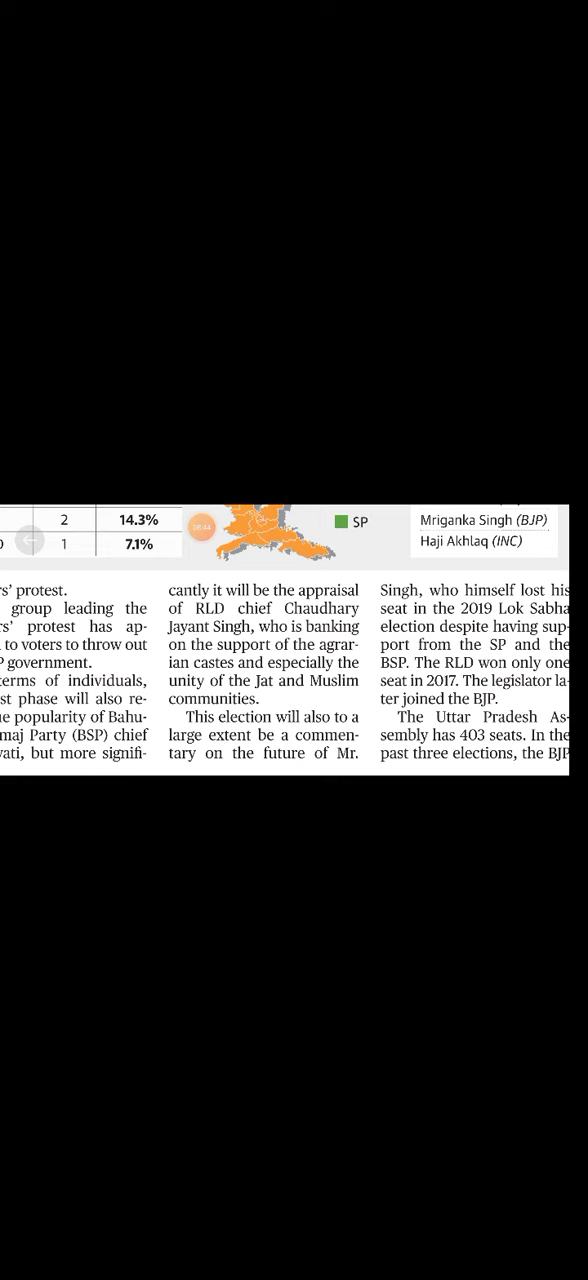 2 14.3%
0 1 7.1%
08:44
SP
Mriganka Singh (BJP)
Haji Akhlaq (INC)
rs' protest.
group leading the
rs' protest has ap-
to voters to throw out
P government.
terms of individuals,
st phase will also re-
ue popularity of Bahu-
maj Party (BSP) chief
vati, but more signifi-
cantly it will be the appraisal
of RLD chief Chaudhary
Jayant Singh, who is banking
on the support of the agrar-
ian castes and especially the
unity of the Jat and Muslim
communities.
This election will also to a
large extent be a commen-
tary on the future of Mr.
Singh, who himself lost his
seat in the 2019 Lok Sabha
election despite having sup-
port from the SP and the
BSP. The RLD won only one
seat in 2017. The legislator la-
ter joined the BJP.
The Uttar Pradesh As-
sembly has 403 seats. In the
past three elections, the BJP